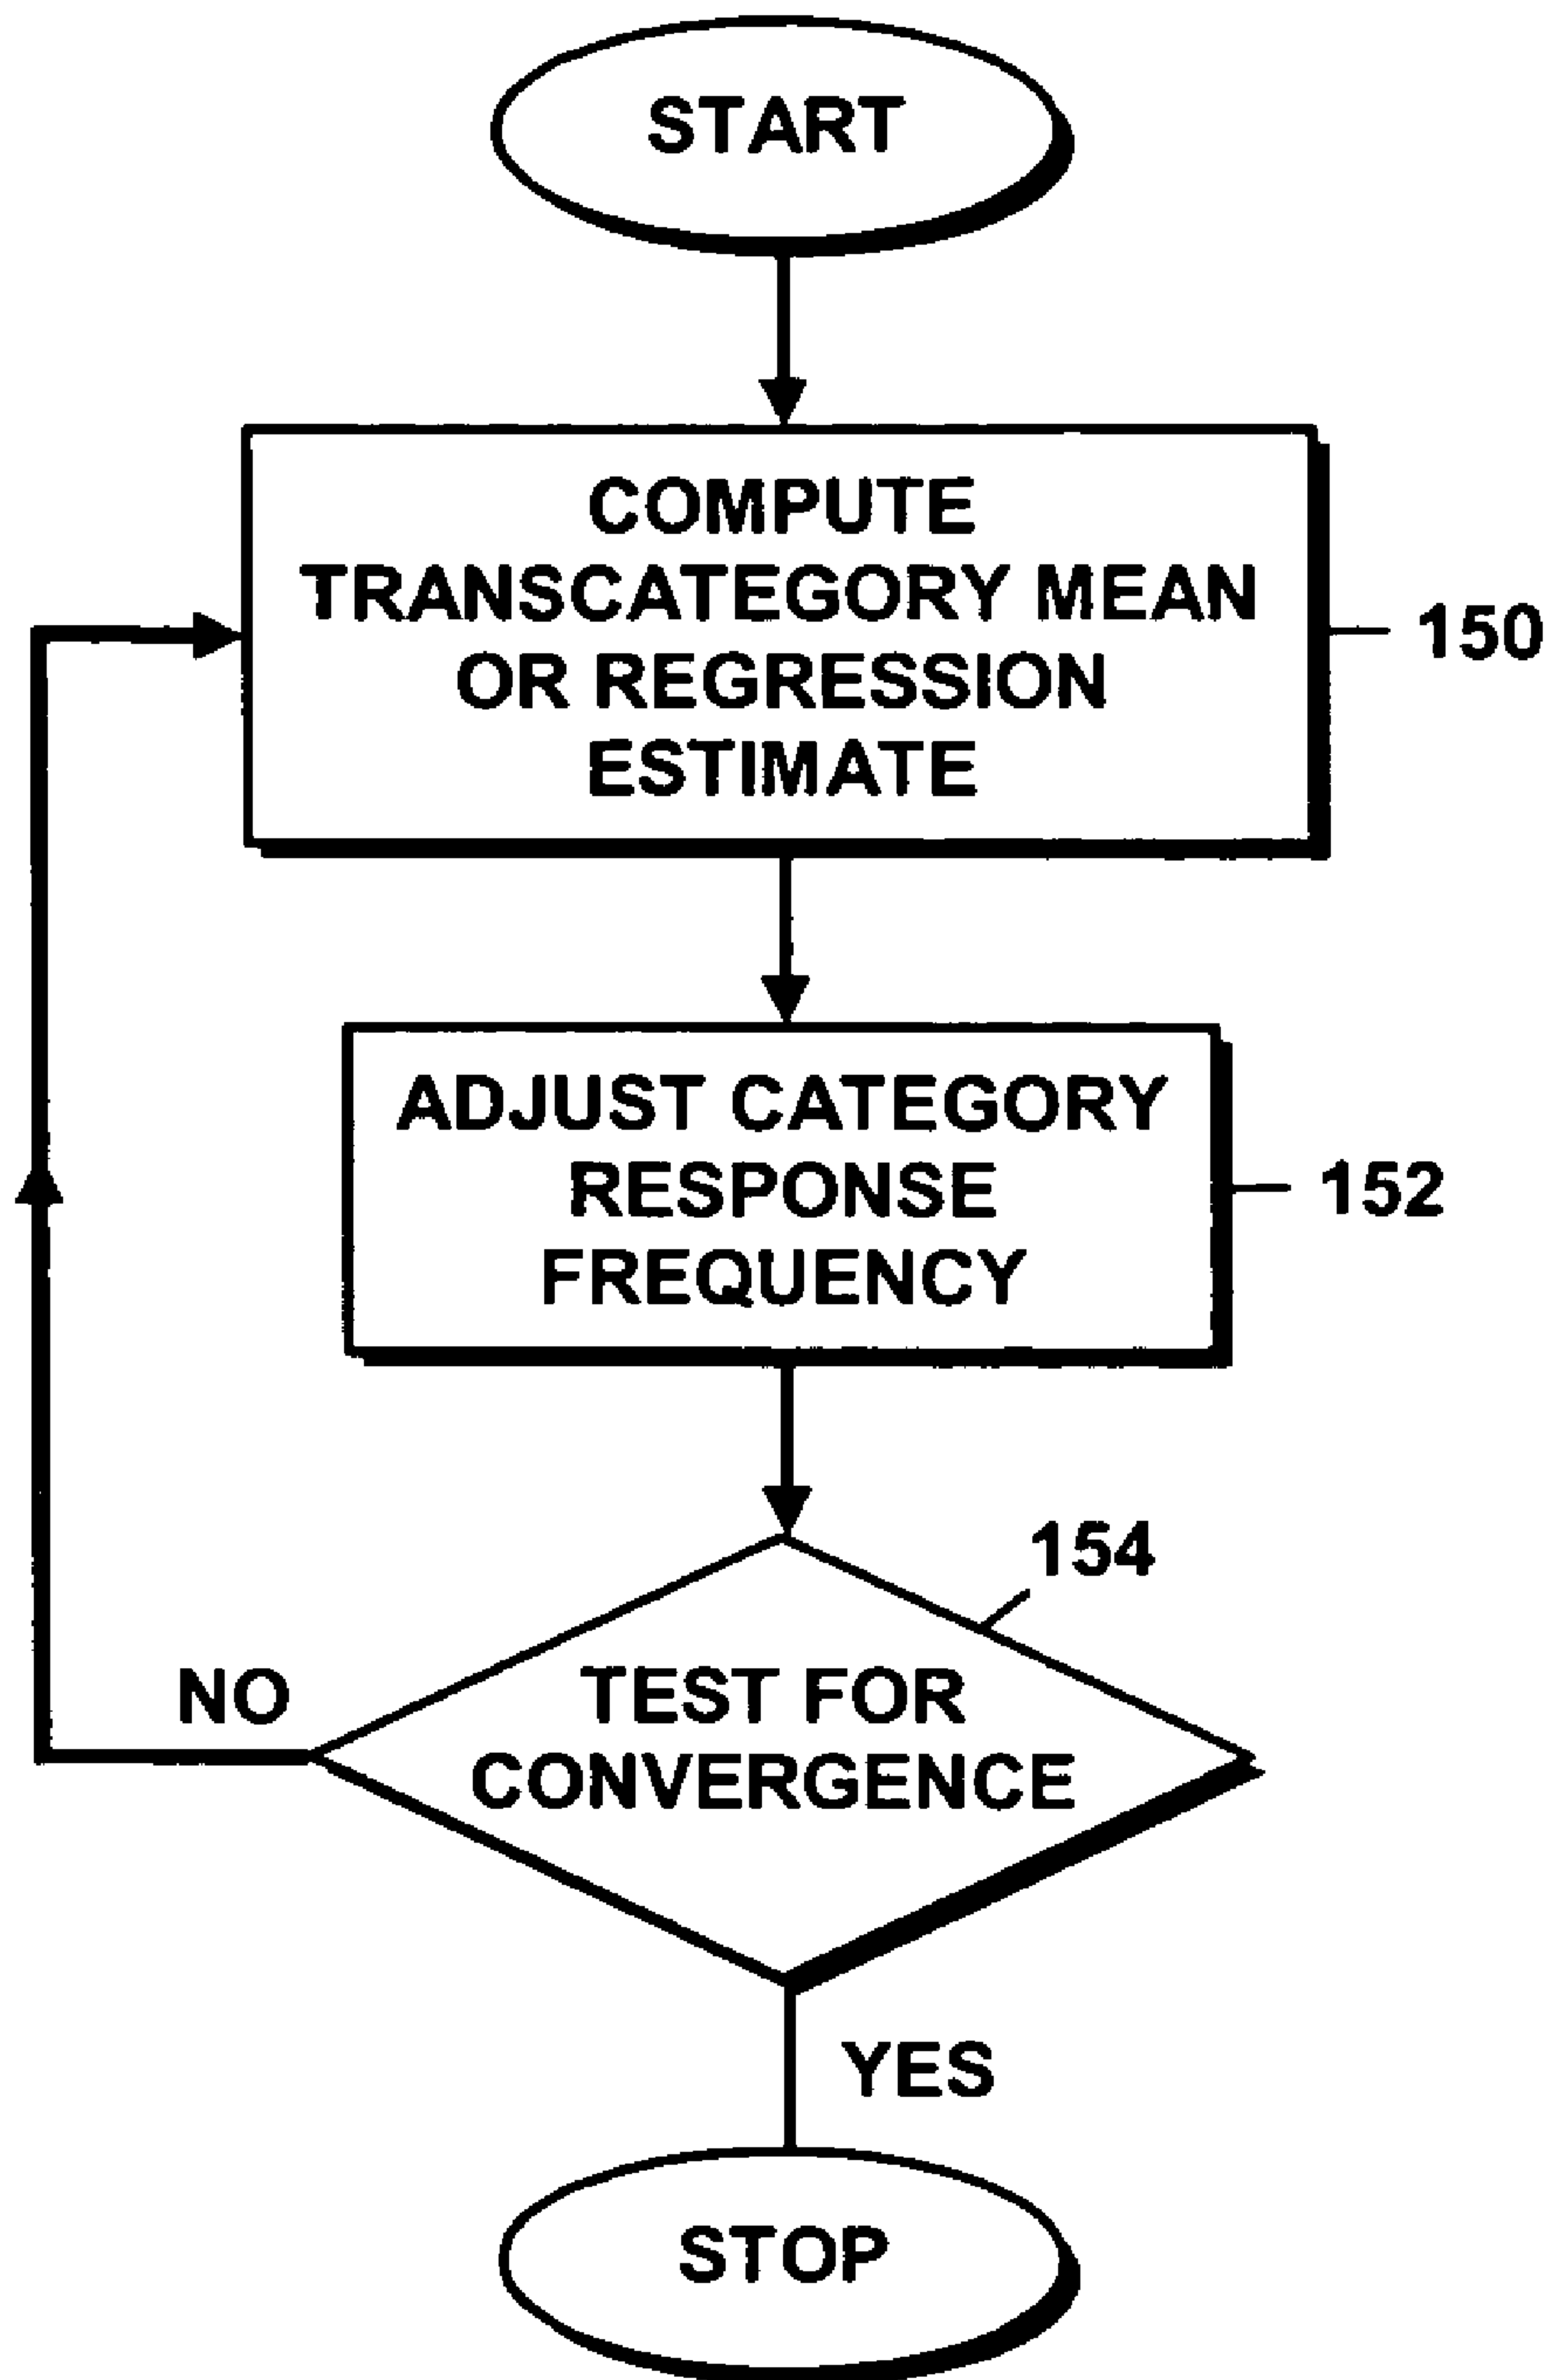 START
COMPUTE
TRANSCATEGORY MEAN
OR REGRESSION
ESTIMATE
150
ADJUST CATEGORY
RESPONSE
FREQUENCY
152
154
TEST FOR
CONVERGENCE
NO
YES
STOP